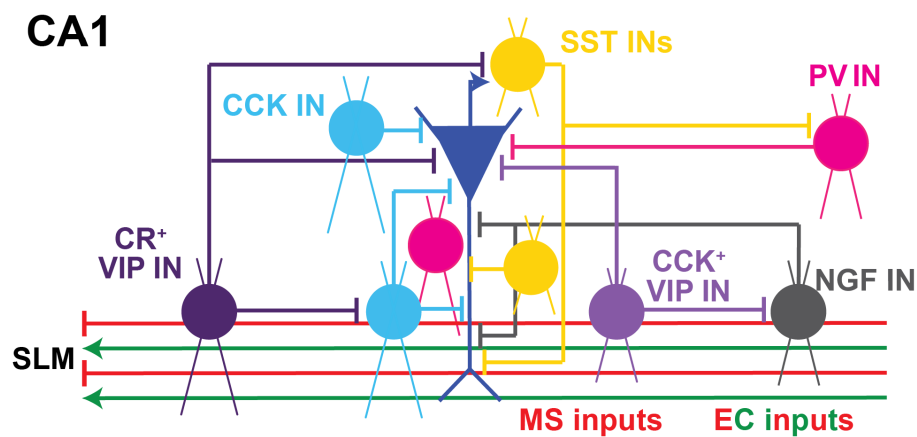 CA1
SST INs
PV IN
CCK IN
CR⁺
VIP IN
CCK⁺
VIP IN
NGF IN
SLM
MS inputs
EC inputs